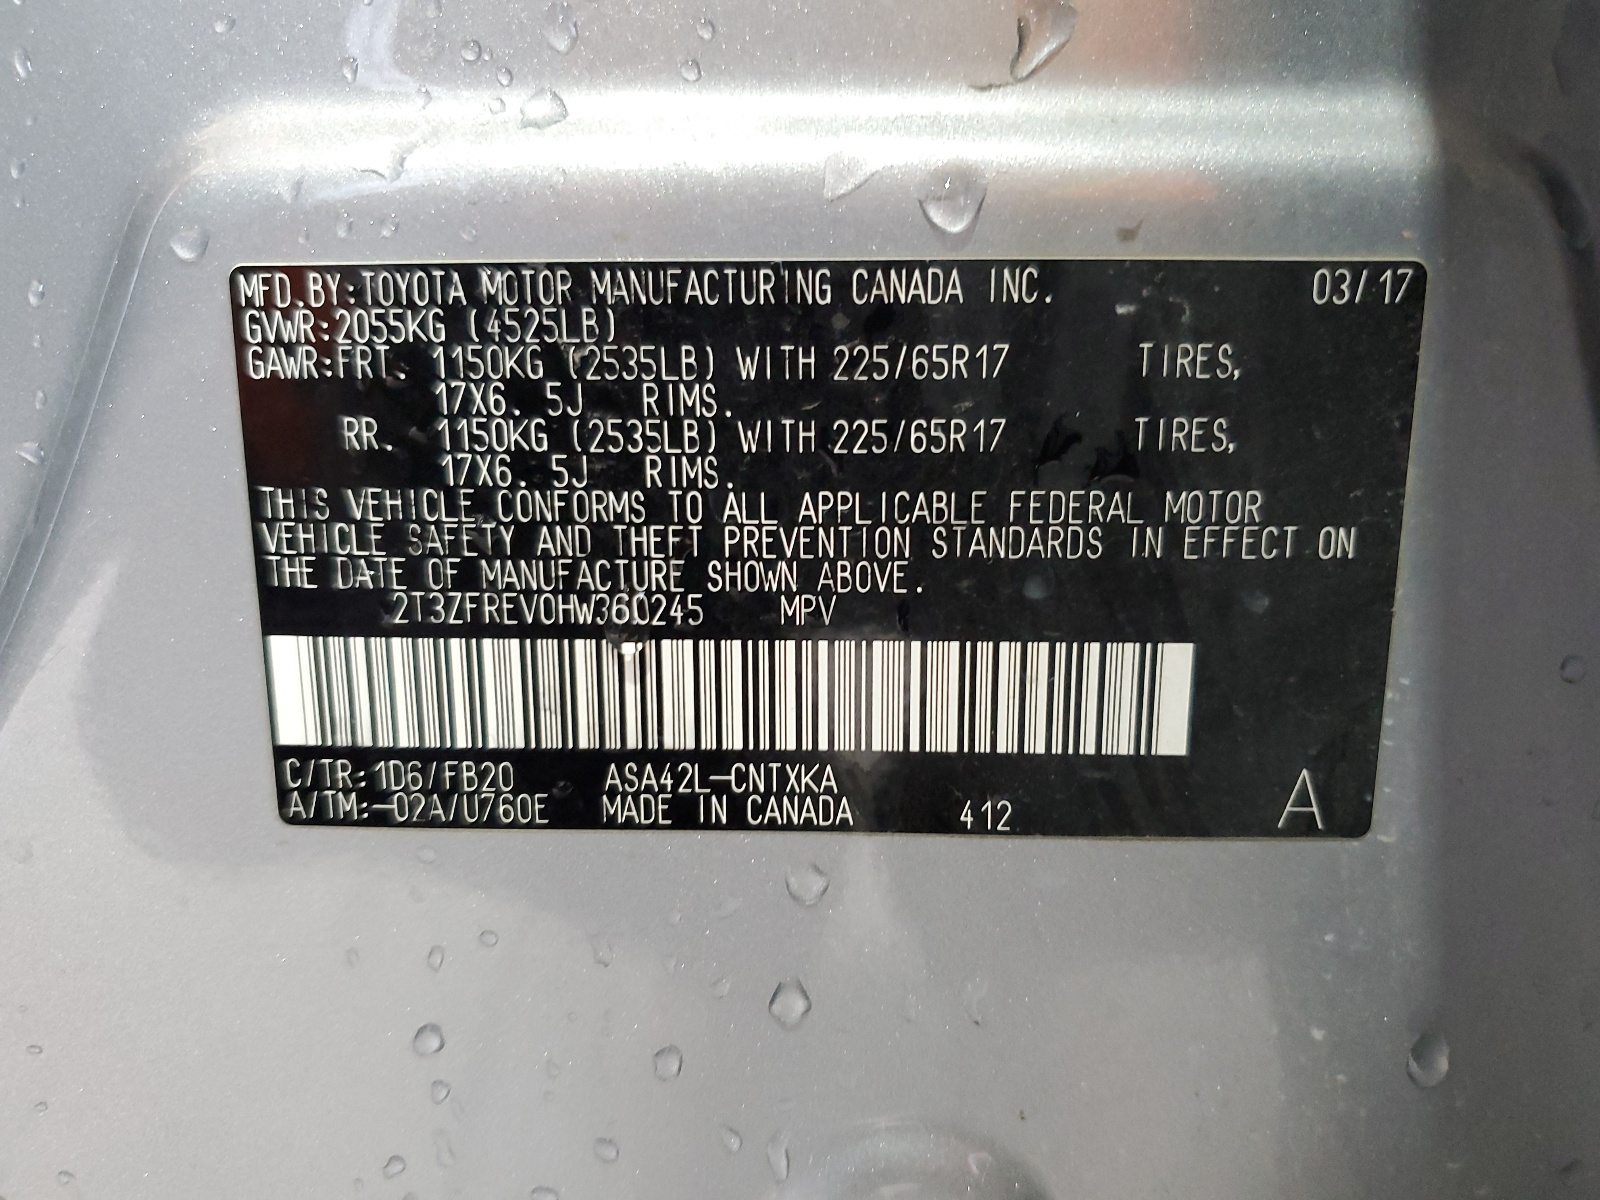 MFD.BY:TOYOTA MOTOR MANUFACTURING CANADA INC. 03/17
GVWR:2055KG (4525LB)
GAWR:FRT. 1150KG (2535LB) WITH 225/65R17 TIRES,
17X6. 5J RIMS.
RR. 1150KG (2535LB) WITH 225/65R17 TIRES,
17X6. 5J RIMS.
THIS VEHICLE CONFORMS TO ALL APPLICABLE FEDERAL MOTOR
VEHICLE SAFETY AND THEFT PREVENTION STANDARDS IN EFFECT ON
THE DATE OF MANUFACTURE SHOWN ABOVE.
2T3ZFREV0HW360245 MPV
C/TR:1D6/FB20 ASA42L-CNTXKA
A/TM:-02A/U760E MADE IN CANADA 412 A